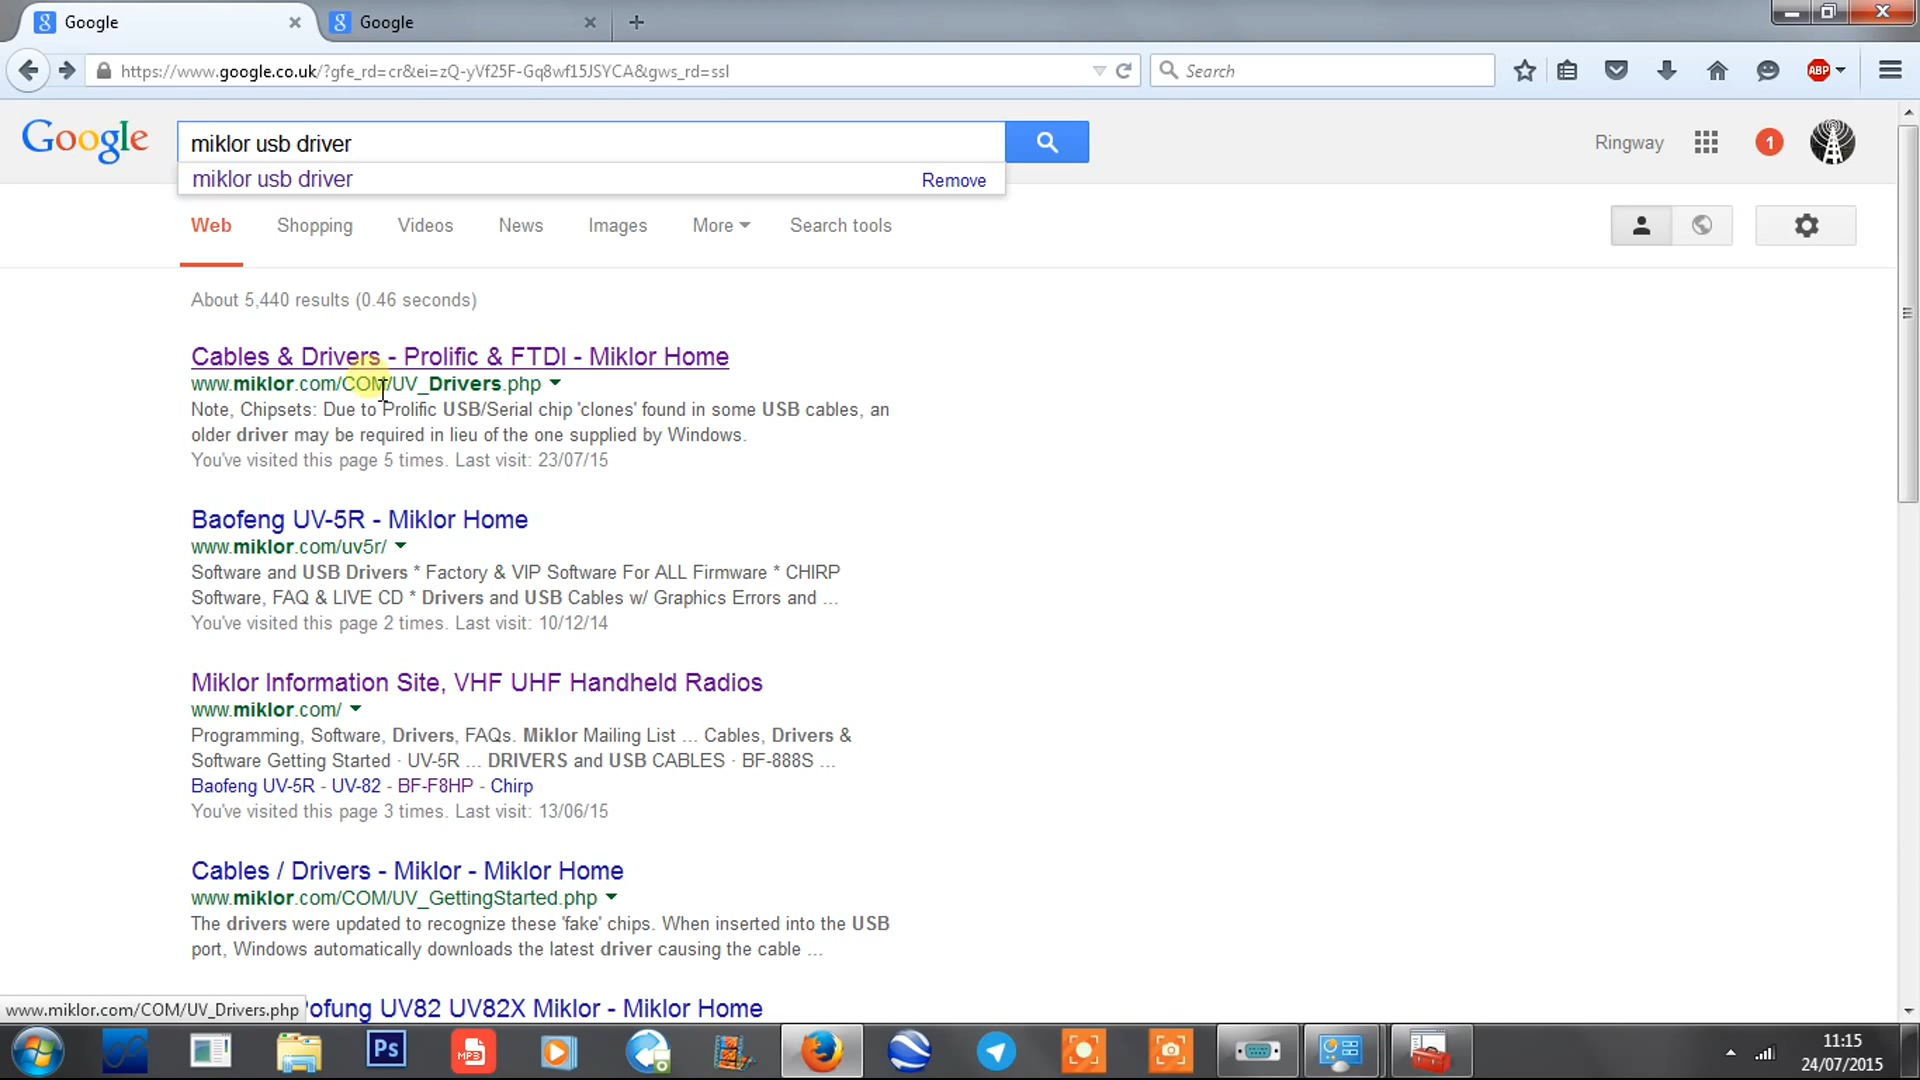 Google
Google
https://www.google.co.uk/?gfe_rd=cr&ei=zQ-yVf25F-Gq8wf15JSYCA&gws_rd=ssl
Search
ABP
Google
miklor usb driver
Ringway
1
miklor usb driver
Remove
Web
Shopping
Videos
News
Images
More
Search tools
About 5,440 results (0.46 seconds)
Cables & Drivers - Prolific & FTDI - Miklor Home
www.miklor.com/COM/UV_Drivers.php
Note, Chipsets: Due to Prolific USB/Serial chip 'clones' found in some USB cables, an
older driver may be required in lieu of the one supplied by Windows.
You've visited this page 5 times. Last visit: 23/07/15
Baofeng UV-5R - Miklor Home
www.miklor.com/uv5r/
Software and USB Drivers * Factory & VIP Software For ALL Firmware * CHIRP
Software, FAQ & LIVE CD * Drivers and USB Cables w/ Graphics Errors and ...
You've visited this page 2 times. Last visit: 10/12/14
Miklor Information Site, VHF UHF Handheld Radios
www.miklor.com/
Programming, Software, Drivers, FAQs. Miklor Mailing List ... Cables, Drivers &
Software Getting Started · UV-5R ... DRIVERS and USB CABLES · BF-888S ...
Baofeng UV-5R - UV-82 - BF-F8HP - Chirp
You've visited this page 3 times. Last visit: 13/06/15
Cables / Drivers - Miklor - Miklor Home
www.miklor.com/COM/UV_GettingStarted.php
The drivers were updated to recognize these 'fake' chips. When inserted into the USB
port, Windows automatically downloads the latest driver causing the cable ...
www.miklor.com/COM/UV_Drivers.php
ofung UV82 UV82X Miklor - Miklor Home
Ps
MP3
11:15
24/07/2015